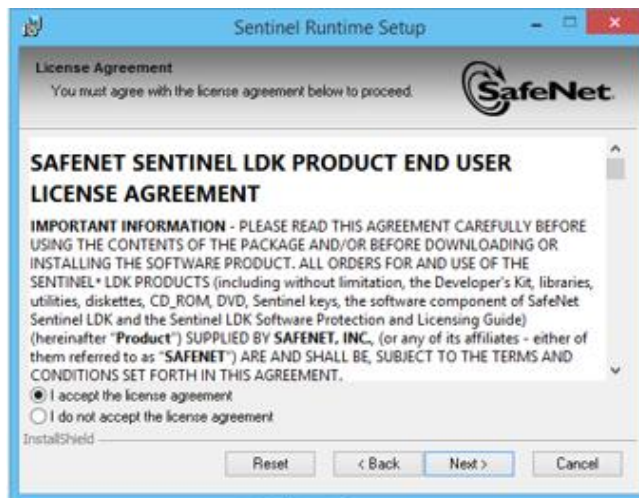 Sentinel Runtime Setup
License Agreement
You must agree with the license agreement below to proceed.
SafeNet.
SAFENET SENTINEL LDK PRODUCT END USER
LICENSE AGREEMENT
IMPORTANT INFORMATION - PLEASE READ THIS AGREEMENT CAREFULLY BEFORE
USING THE CONTENTS OF THE PACKAGE AND/OR BEFORE DOWNLOADING OR
INSTALLING THE SOFTWARE PRODUCT. ALL ORDERS FOR AND USE OF THE
SENTINEL* LDK PRODUCTS (including without limitation, the Developer's Kit, libraries,
utilities, diskettes, CD_ROM, DVD, Sentinel keys, the software component of SafeNet
Sentinel LDK and the Sentinel LDK Software Protection and Licensing Guide)
(hereinafter "Product") SUPPLIED BY SAFENET, INC., (or any of its affiliates - either of
them referred to as "SAFENET") ARE AND SHALL BE, SUBJECT TO THE TERMS AND
CONDITIONS SET FORTH IN THIS AGREEMENT.
I accept the license agreement
I do not accept the license agreement
InstallShield
Reset < Back Next > Cancel